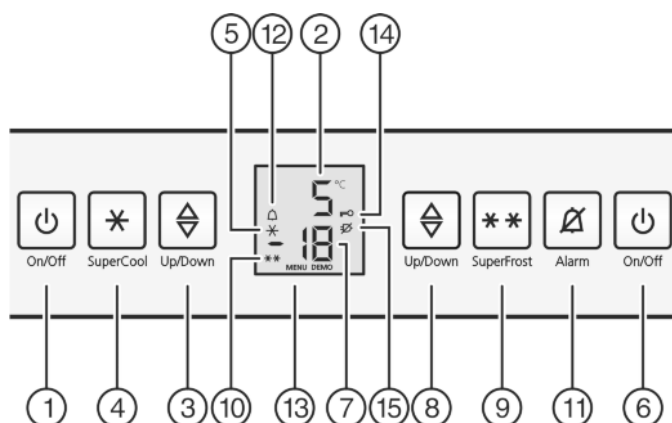 5 12 2 14
5 °C
-18
MENU DEMO
On/Off SuperCool Up/Down Up/Down SuperFrost Alarm On/Off
1 4 3 10 13 7 15 8 9 11 6